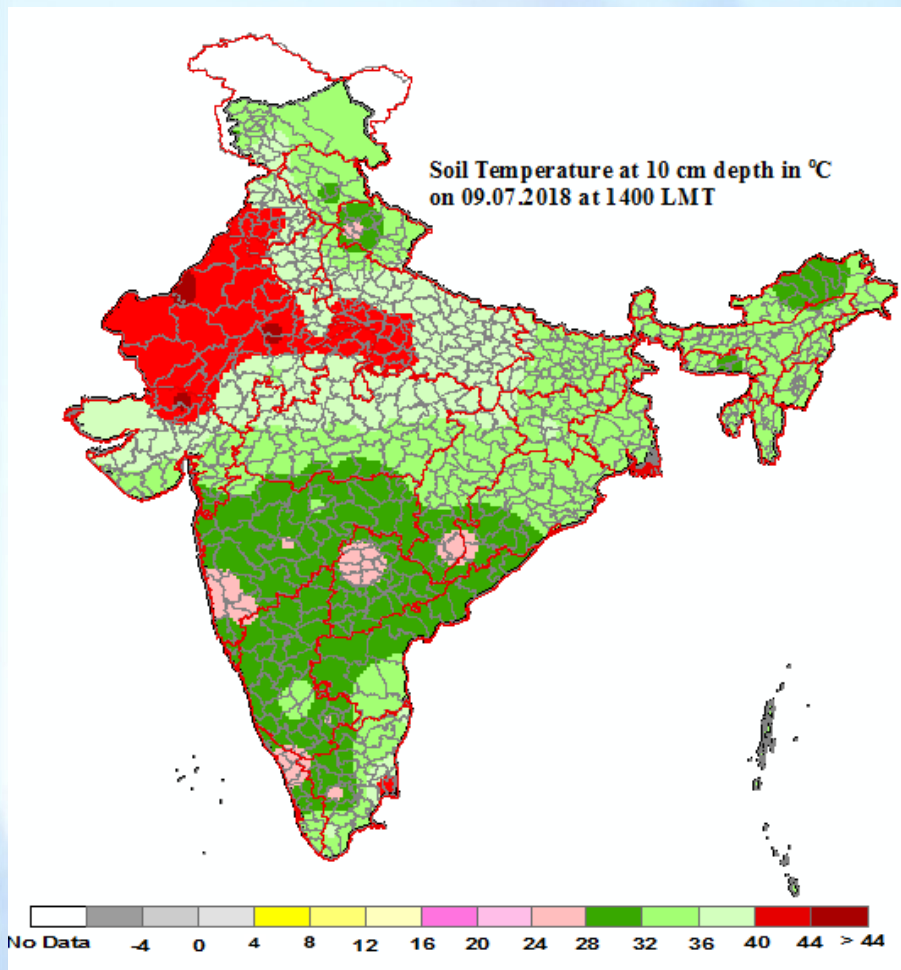 Soil Temperature at 10 cm depth in °C
on 09.07.2018 at 1400 LMT
No Data -4 0 4 8 12 16 20 24 28 32 36 40 44 > 44